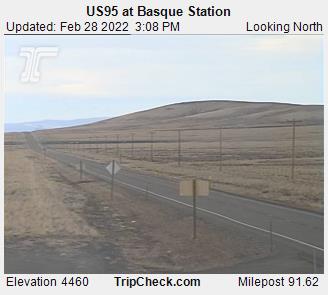 US95 at Basque Station
Updated: Feb 28 2022 3:08 PM Looking North
Elevation 4460 TripCheck.com Milepost 91.62